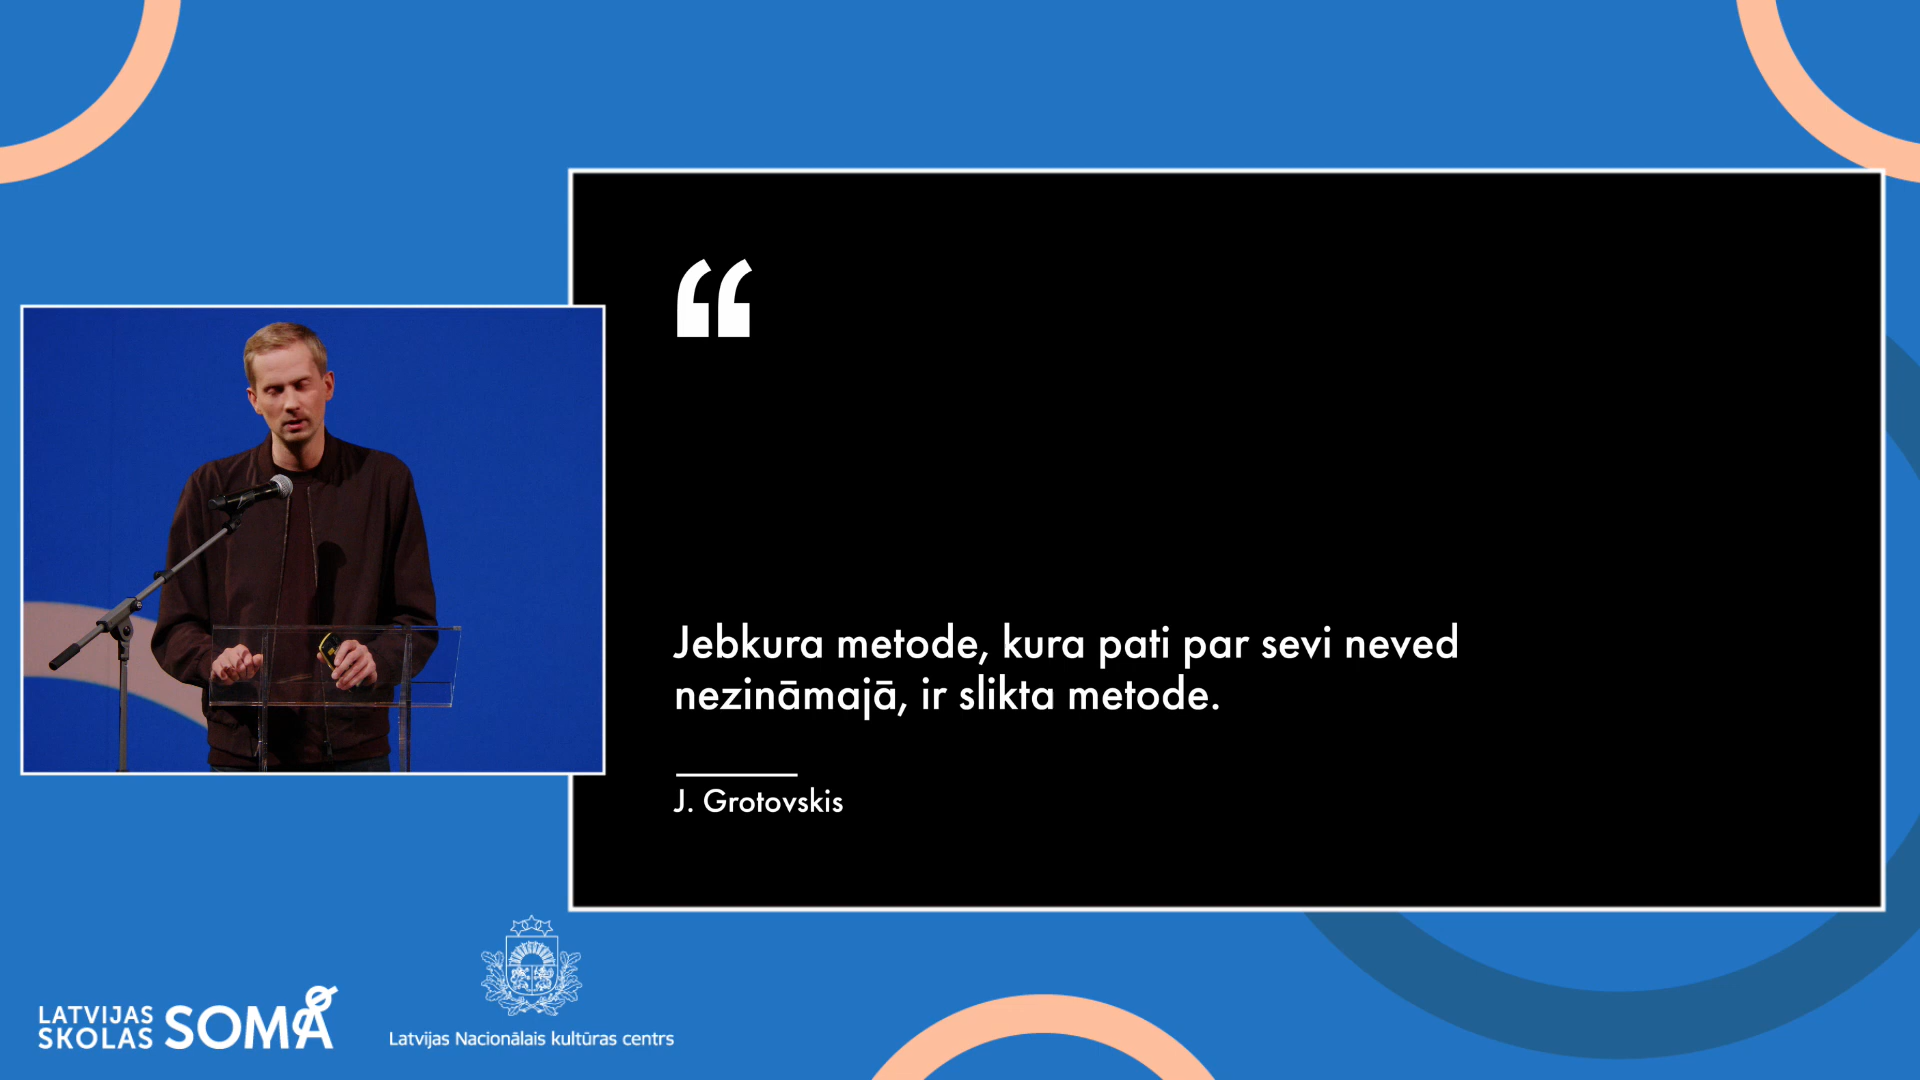 “
Jebkura metode, kura pati par sevi neved
nezināmajā, ir slikta metode.
J. Grotovskis
LATVIJAS
SKOLAS SOMA
Latvijas Nacionālais kultūras centrs